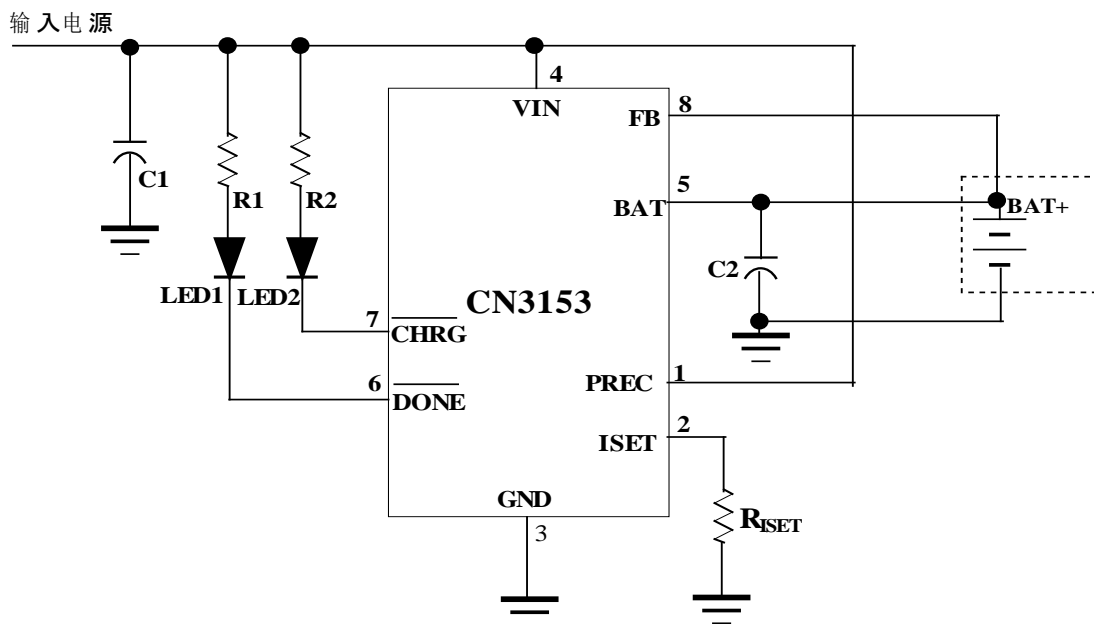 输入电源
4
VIN
FB
8
C1
R1
R2
BAT
5
BAT+
C2
LED1
LED2
CN3153
7
CHRG
PREC
1
6
DONE
ISET
2
GND
3
RISET